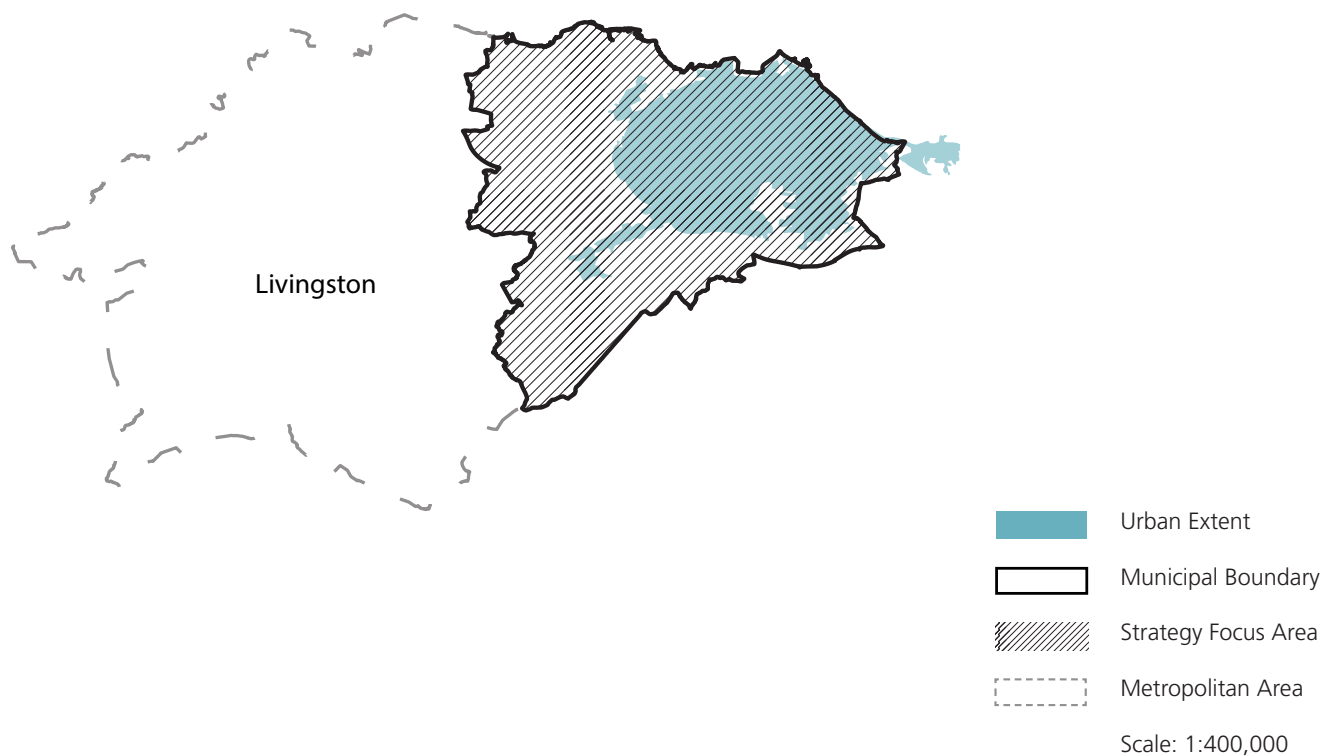 Livingston
Urban Extent
Municipal Boundary
Strategy Focus Area
Metropolitan Area
Scale: 1:400,000